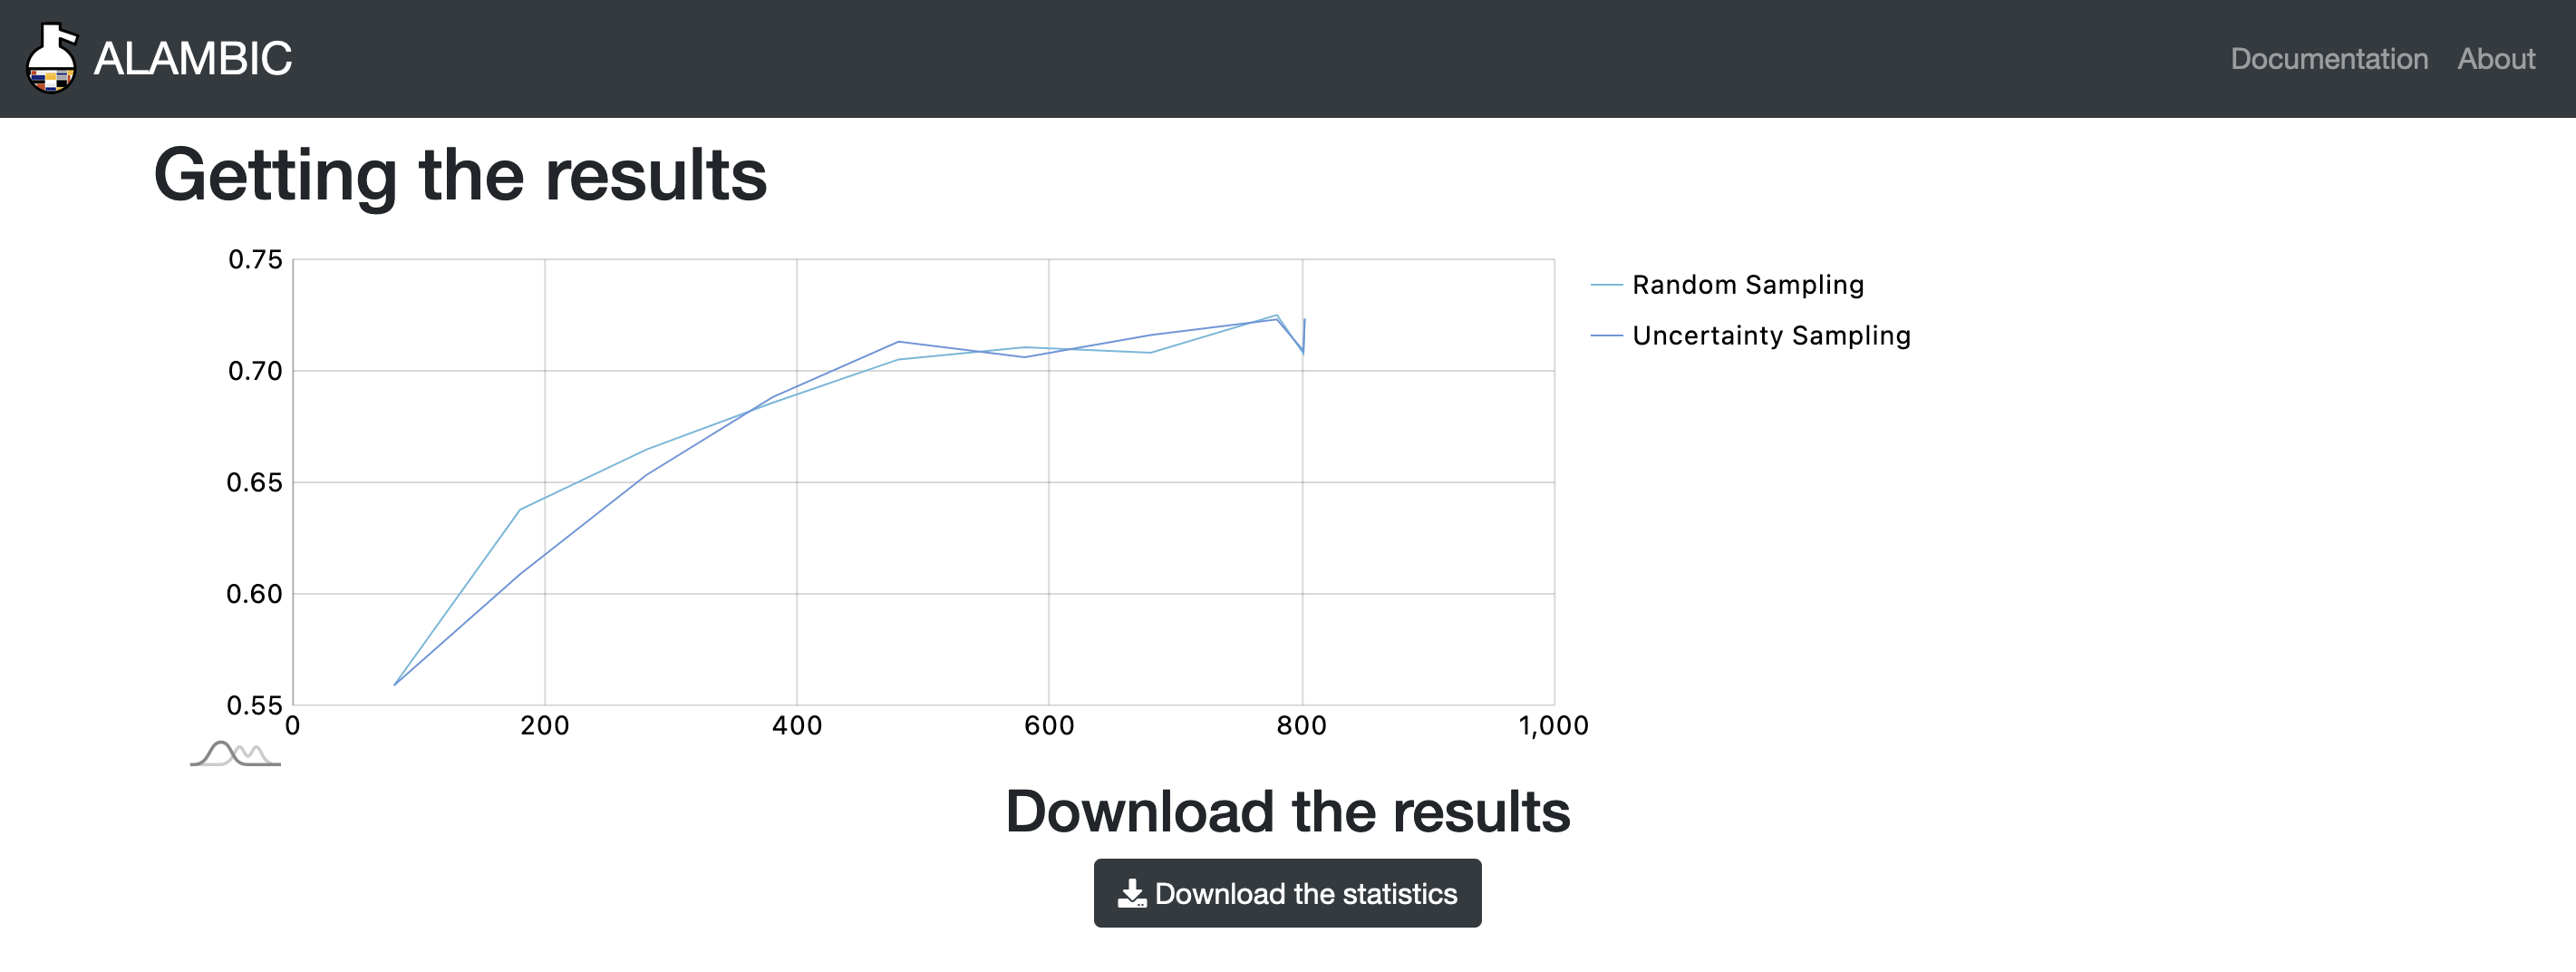 ALAMBIC
Documentation About
Getting the results
0.75
0.70
0.65
0.60
0.55
0 200 400 600 800 1,000
Random Sampling
Uncertainty Sampling
Download the results
Download the statistics